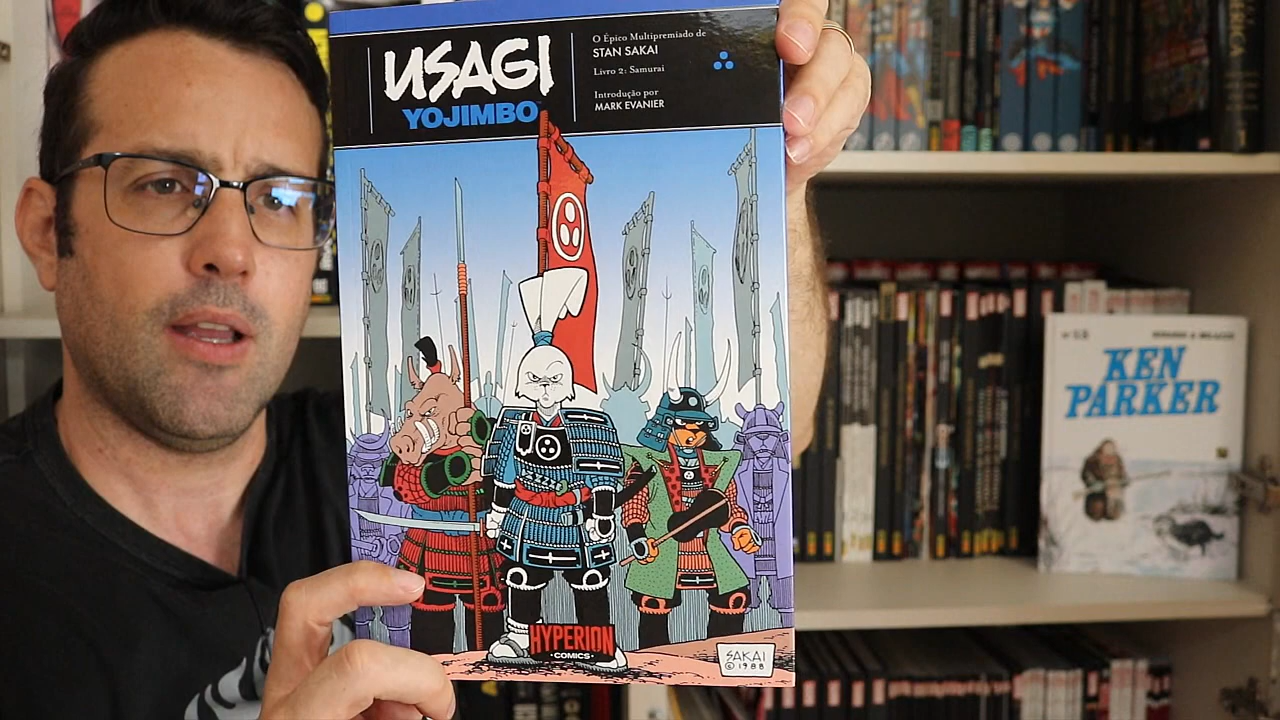 USAGI
YOJIMBO
O Épico Multipremiado de
STAN SAKAI
Livro 2: Samurai
Introdução por
MARK EVANIER
HYPERION
•COMICS•
SAKAI
© 1988
KEN
PARKER